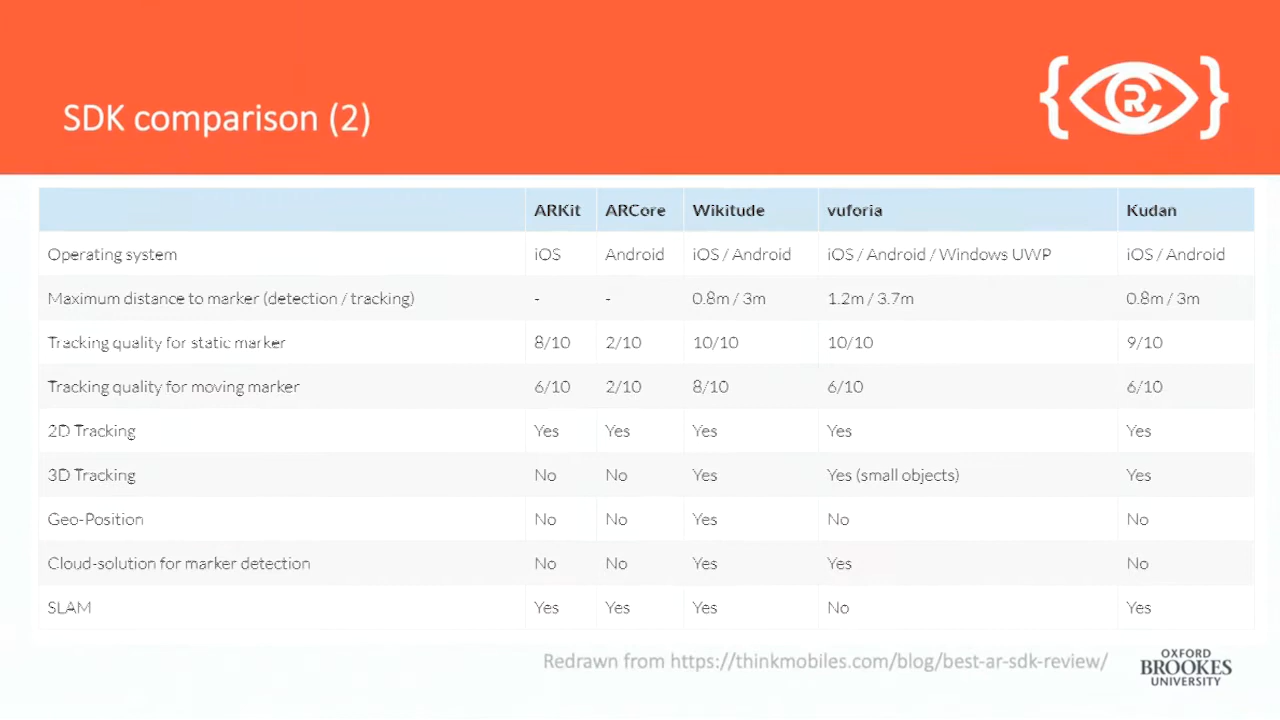 SDK comparison (2)
{ RC }
ARKit ARCore Wikitude vuforia Kudan
Operating system iOS Android iOS / Android iOS / Android / Windows UWP iOS / Android
Maximum distance to marker (detection / tracking) - - 0.8m / 3m 1.2m / 3.7m 0.8m / 3m
Tracking quality for static marker 8/10 2/10 10/10 10/10 9/10
Tracking quality for moving marker 6/10 2/10 8/10 6/10 6/10
2D Tracking Yes Yes Yes Yes Yes
3D Tracking No No Yes Yes (small objects) Yes
Geo-Position No No Yes No No
Cloud-solution for marker detection No No Yes Yes No
SLAM Yes Yes Yes No Yes
Redrawn from https://thinkmobiles.com/blog/best-ar-sdk-review/
OXFORD
BROOKES
UNIVERSITY